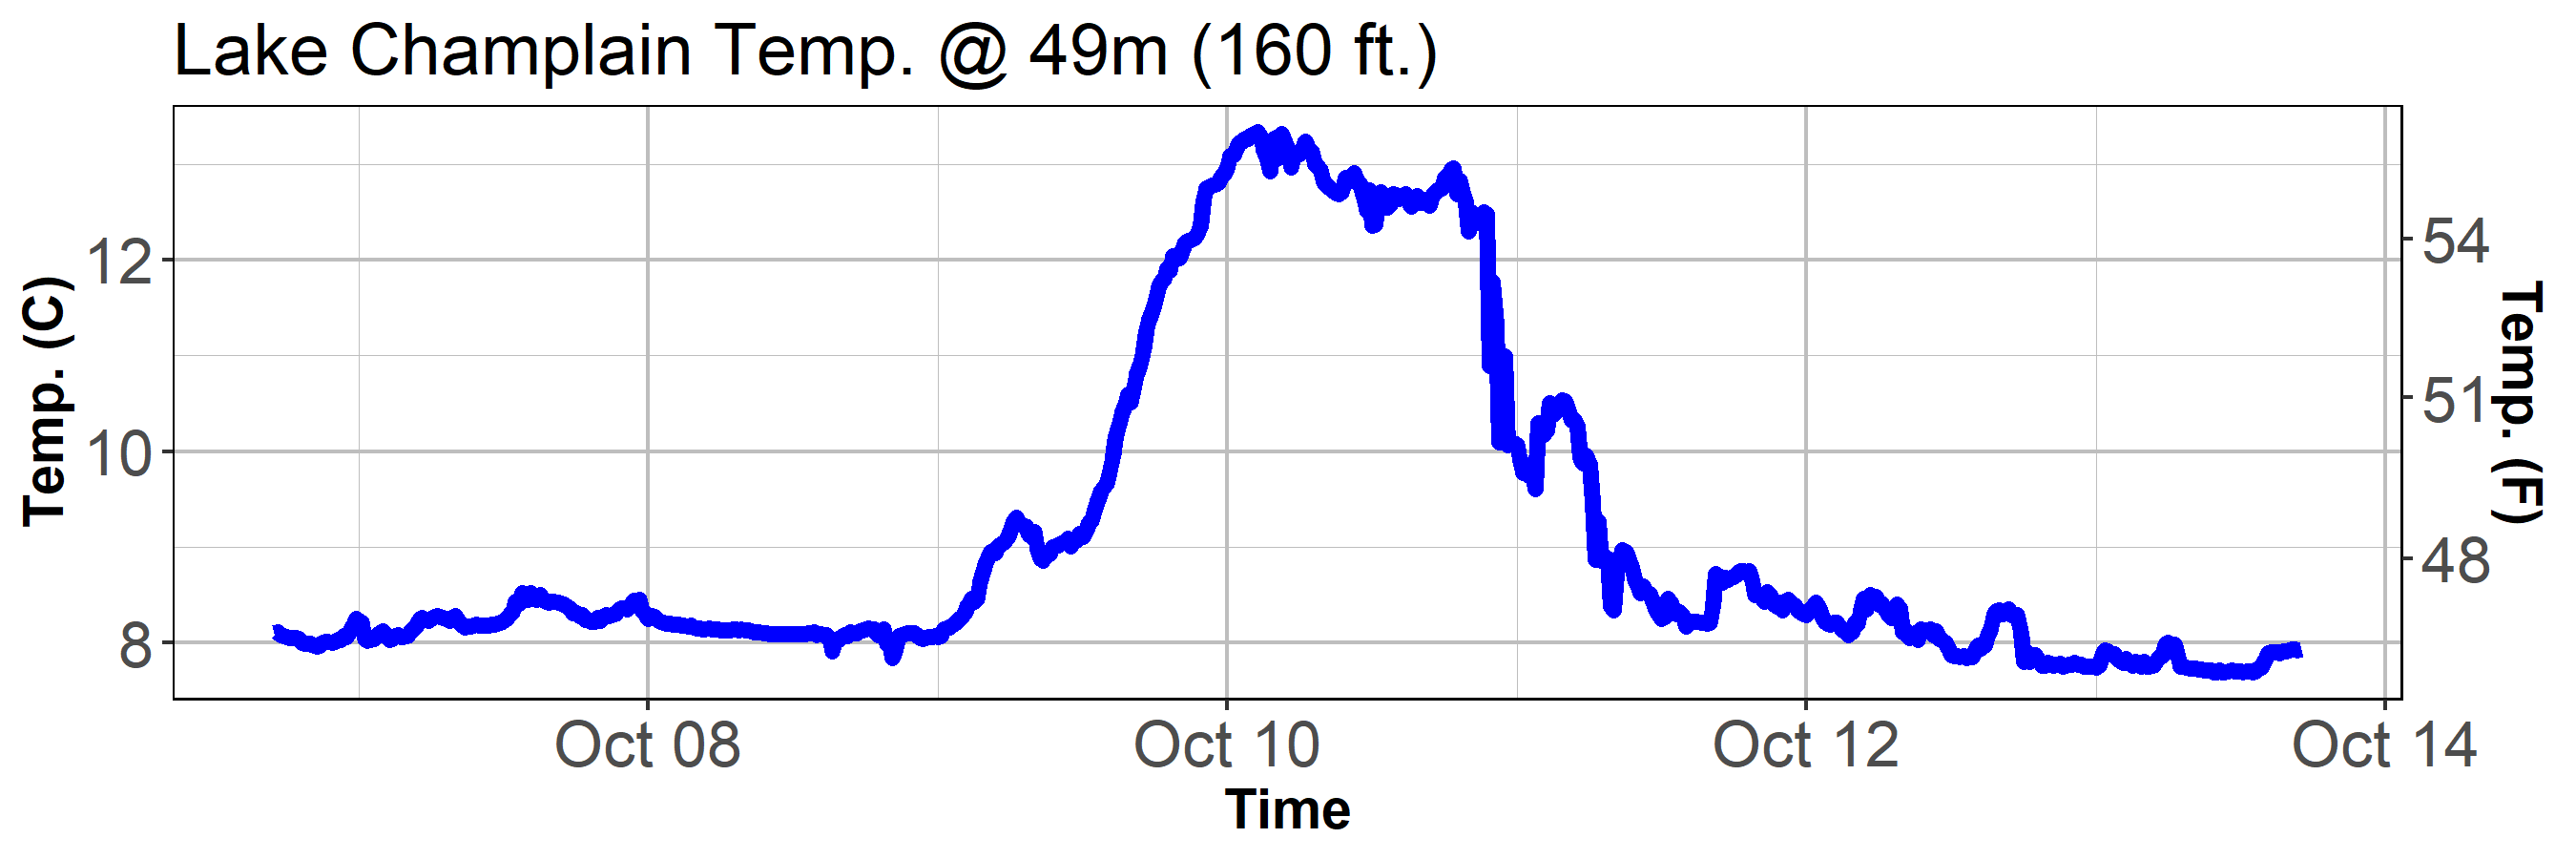 Lake Champlain Temp. @ 49m (160 ft.)
Temp. (C)
12
10
8
54
51
48
Temp. (F)
Oct 08
Oct 10
Oct 12
Oct 14
Time